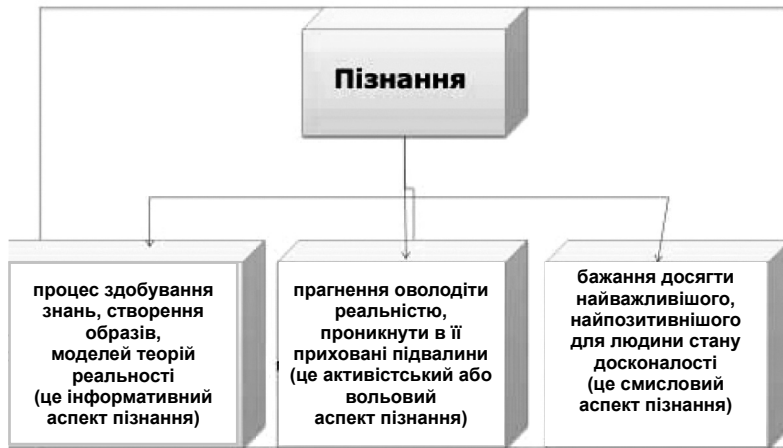 Пізнання
процес здобування
знань, створення
образів,
моделей теорій
реальності
(це інформативний
аспект пізнання)
прагнення оволодіти
реальністю,
проникнути в її
приховані підвалини
(це активістський або
вольовий
аспект пізнання)
бажання досягти
найважливішого,
найпозитивнішого
для людини стану
досконалості
(це смисловий
аспект пізнання)